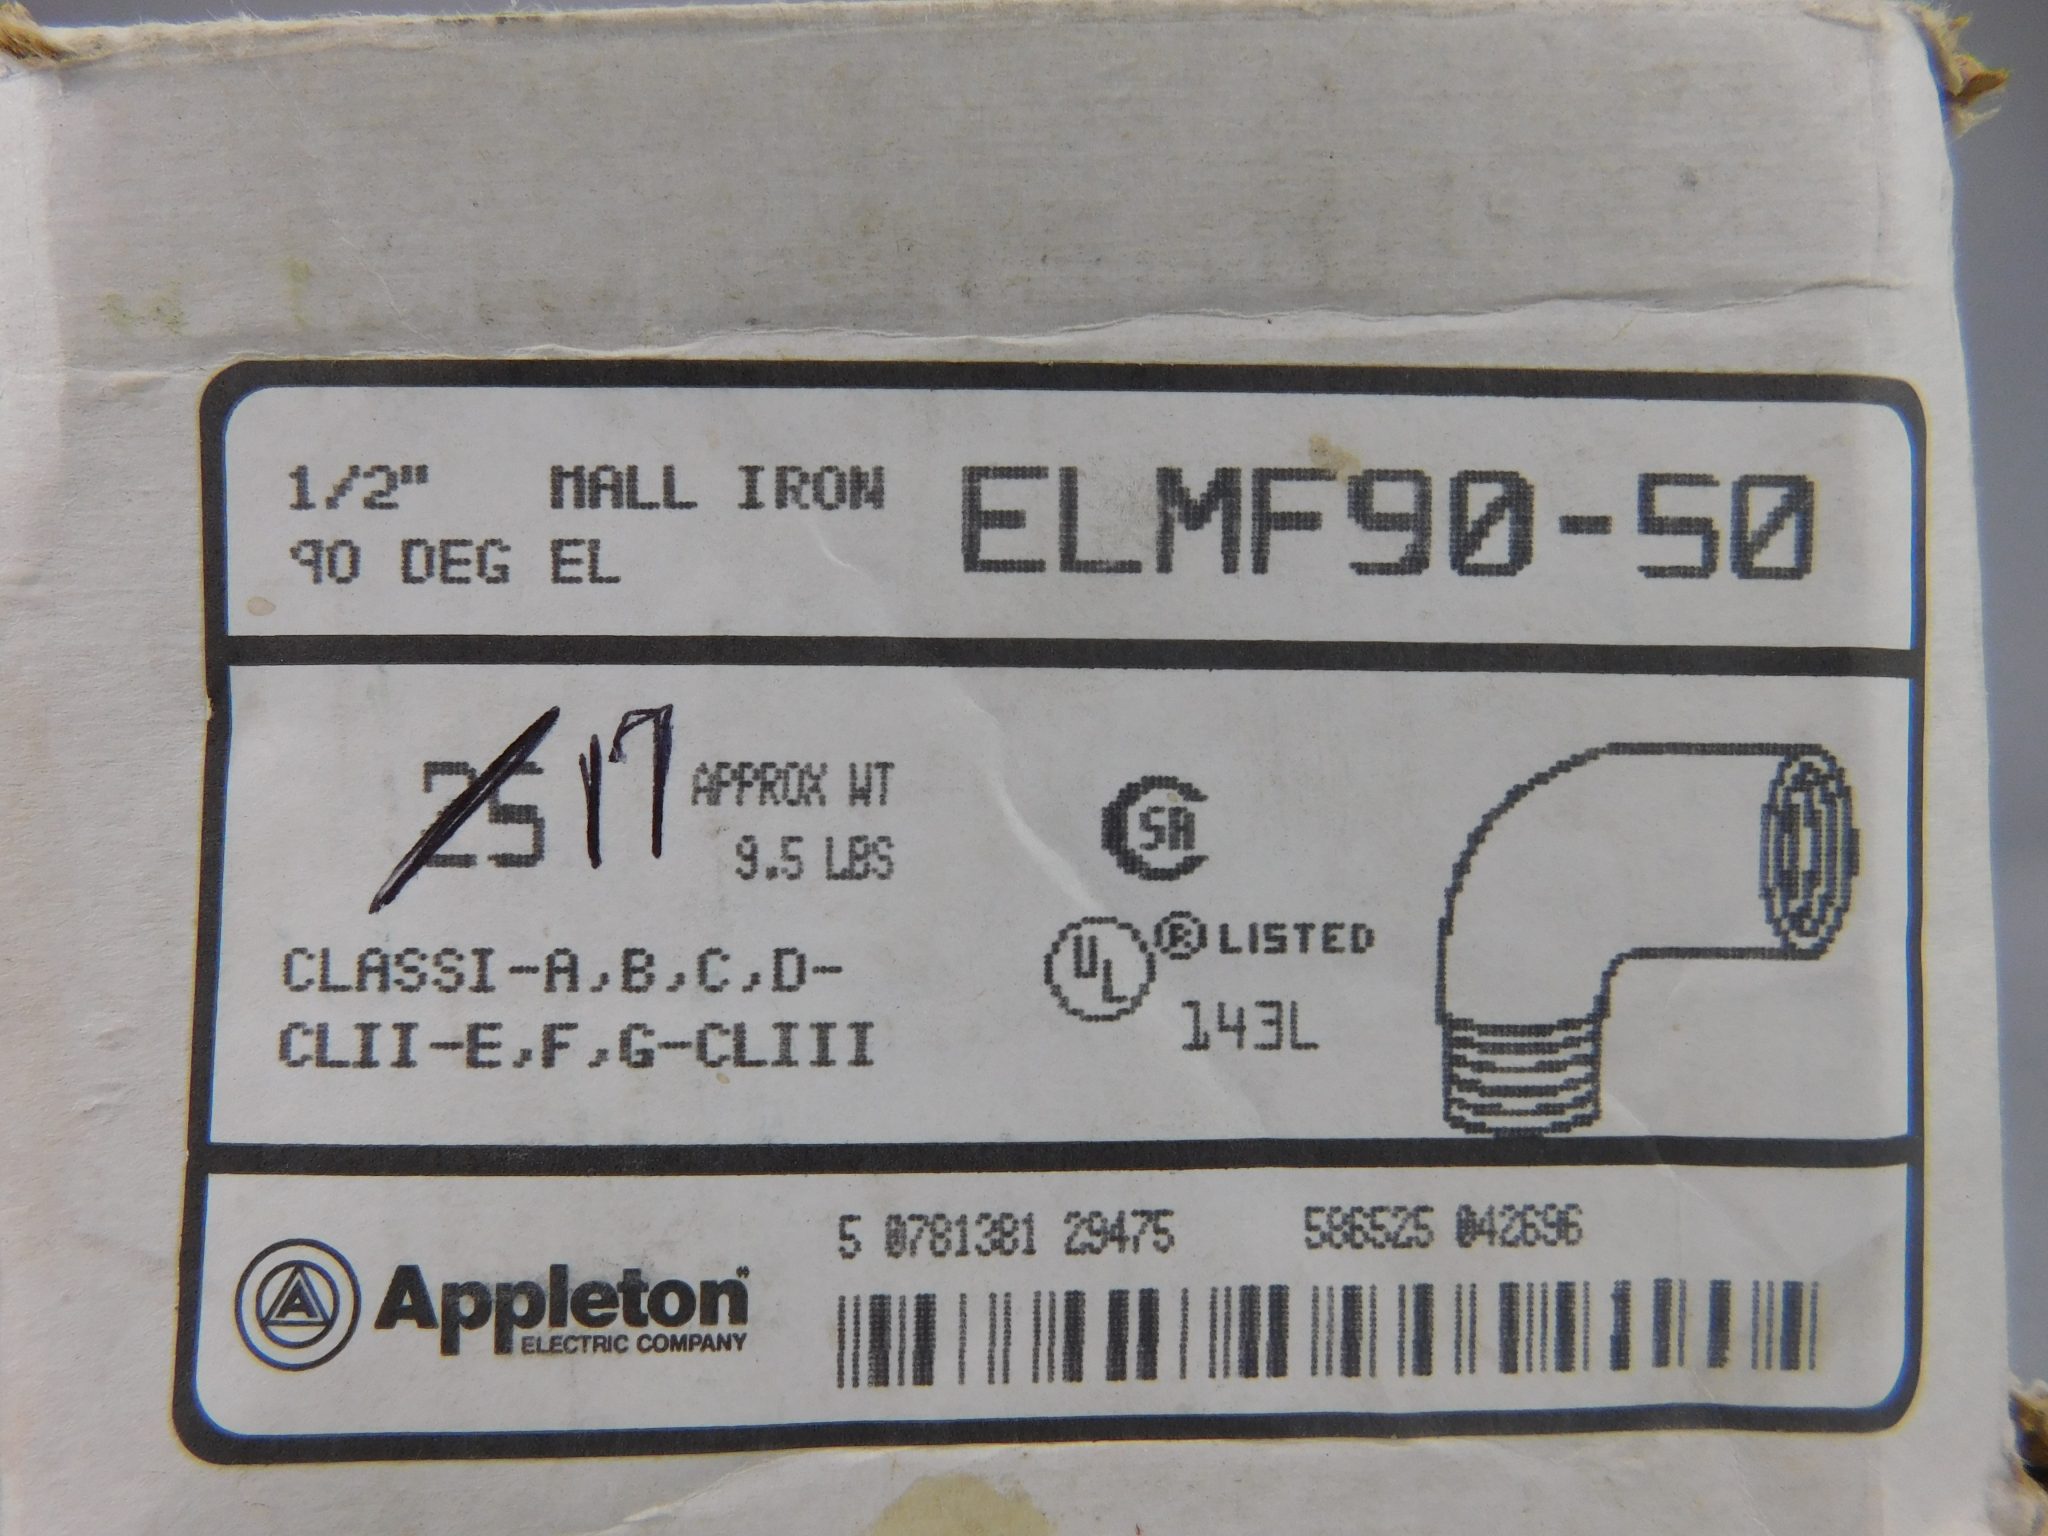 1/2" MALL IRON ELMF90-50
90 DEG EL
25 17 APPROX WT
9.5 LBS
SA
CLASSI-A,B,C,D-
CLII-E,F,G-CLIII
UL ® LISTED
143L
5 0781381 29475 586525 042696
A Appleton
ELECTRIC COMPANY